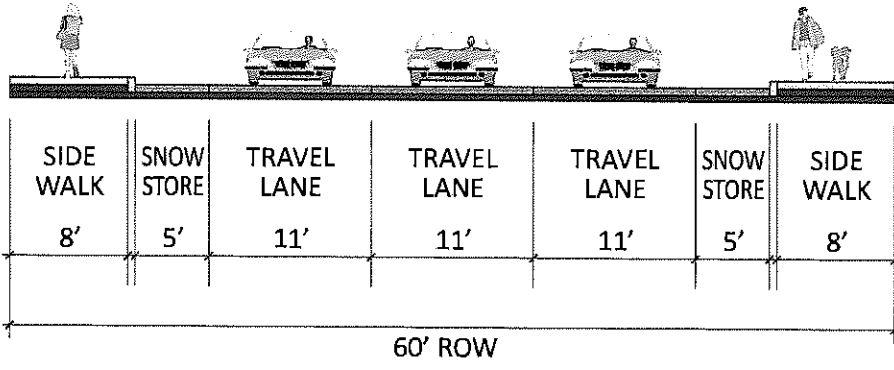 SIDE WALK
8'
SNOW STORE
5'
TRAVEL LANE
11'
TRAVEL LANE
11'
TRAVEL LANE
11'
SNOW STORE
5'
SIDE WALK
8'
60' ROW